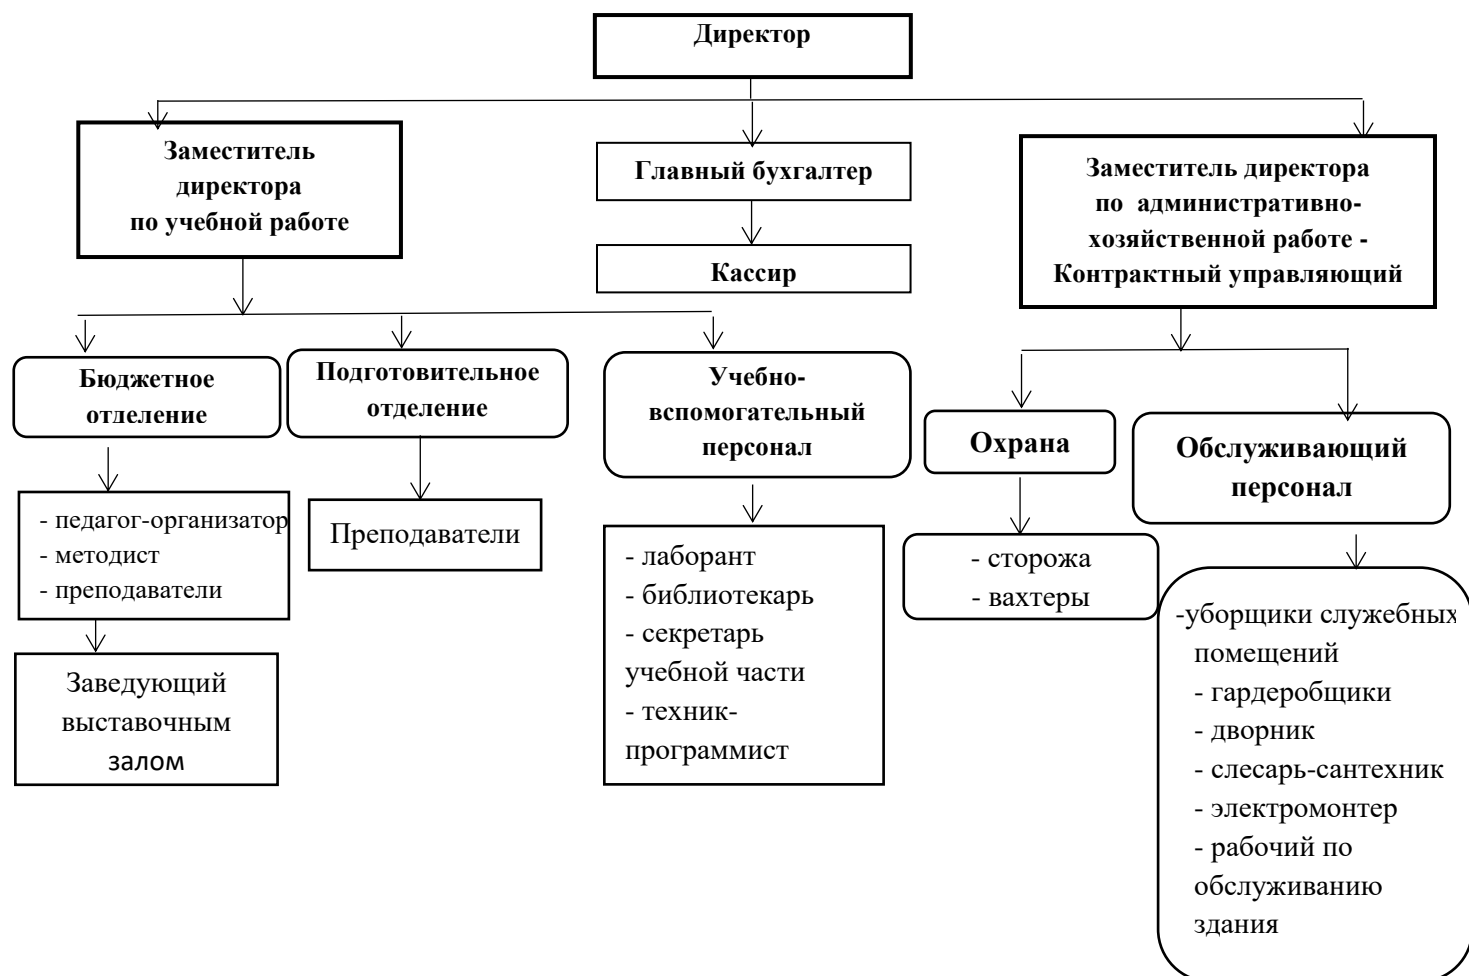 Директор
Заместитель
директора
по учебной работе
Главный бухгалтер
Кассир
Заместитель директора
по административно-
хозяйственной работе -
Контрактный управляющий
Бюджетное
отделение
Подготовительное
отделение
Учебно-
вспомогательный
персонал
Охрана
Обслуживающий
персонал
- педагог-организатор
- методист
- преподаватели
Преподаватели
- лаборант
- библиотекарь
- секретарь
учебной части
- техник-
программист
- сторожа
- вахтеры
-уборщики служебных
помещений
- гардеробщики
- дворник
- слесарь-сантехник
- электромонтер
- рабочий по
обслуживанию
здания
Заведующий
выставочным
залом